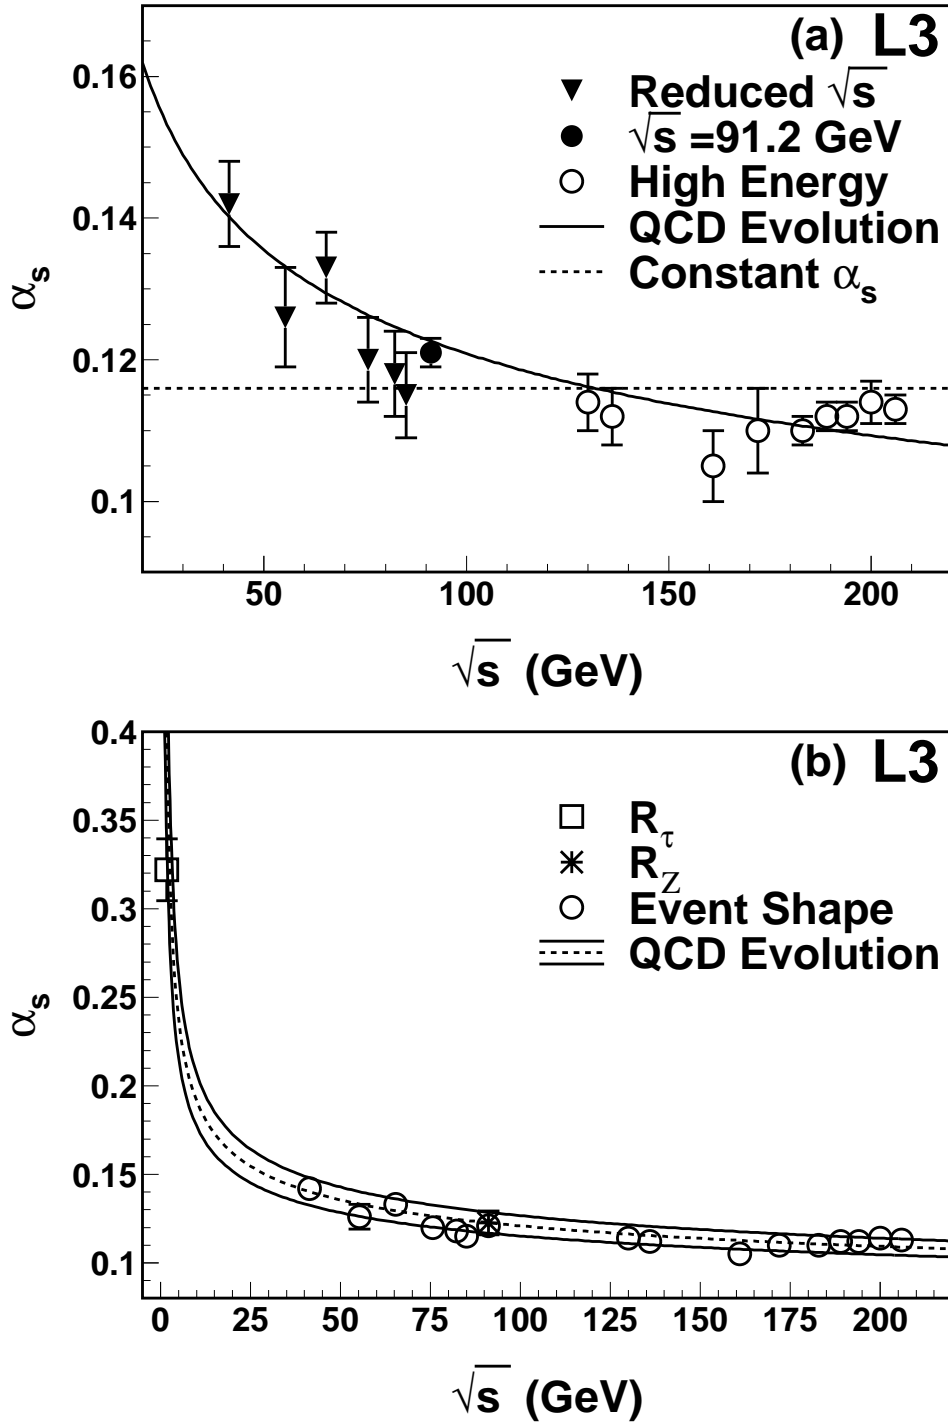 (a) L3
0.16
0.14
0.12
0.1
αs
Reduced √s
√s =91.2 GeV
High Energy
QCD Evolution
Constant αs
50 100 150 200
√s (GeV)
(b) L3
0.4
0.35
0.3
0.25
0.2
0.15
0.1
αs
Rτ
RZ
Event Shape
QCD Evolution
0 25 50 75 100 125 150 175 200
√s (GeV)